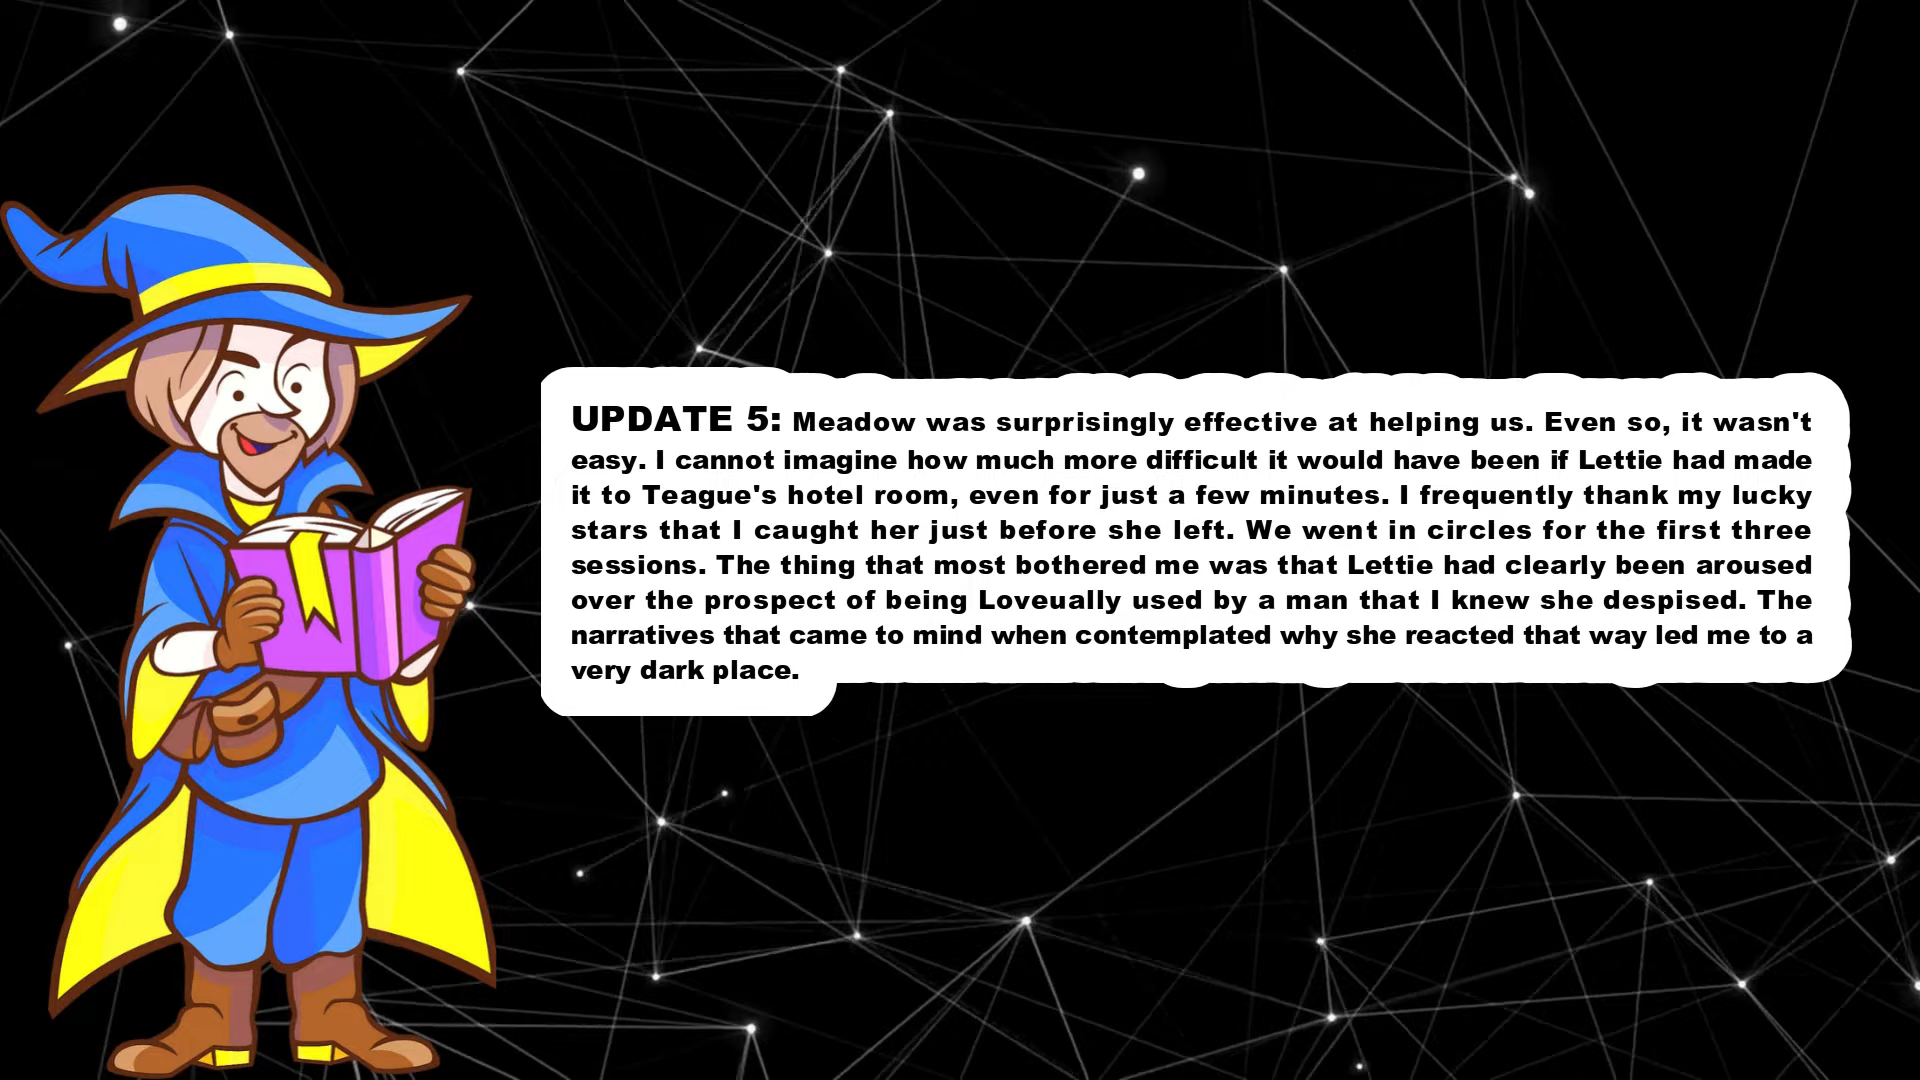 UPDATE 5: Meadow was surprisingly effective at helping us. Even so, it wasn't
easy. I cannot imagine how much more difficult it would have been if Lettie had made
it to Teague's hotel room, even for just a few minutes. I frequently thank my lucky
stars that I caught her just before she left. We went in circles for the first three
sessions. The thing that most bothered me was that Lettie had clearly been aroused
over the prospect of being Loveually used by a man that I knew she despised. The
narratives that came to mind when contemplated why she reacted that way led me to a
very dark place.